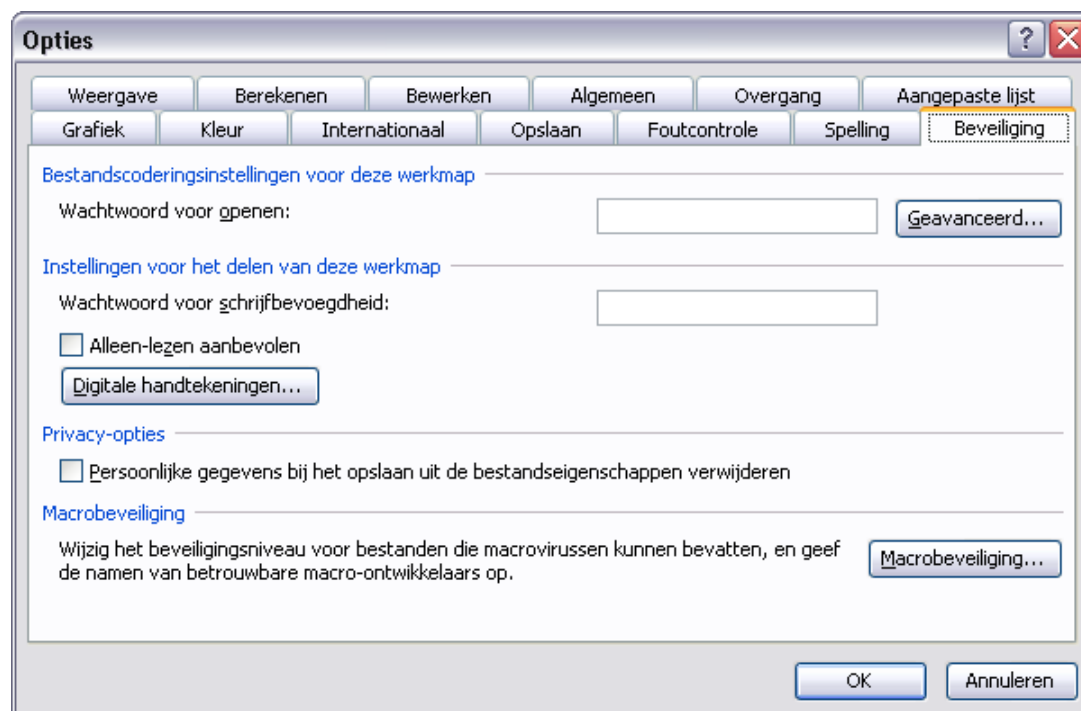 Opties
Weergave Berekenen Bewerken Algemeen Overgang Aangepaste lijst
Grafiek Kleur Internationaal Opslaan Foutcontrole Spelling Beveiliging
Bestandscoderingsinstellingen voor deze werkmap
Wachtwoord voor openen: Geavanceerd...
Instellingen voor het delen van deze werkmap
Wachtwoord voor schrijfbevoegdheid:
Alleen-lezen aanbevolen
Digitale handtekeningen...
Privacy-opties
Persoonlijke gegevens bij het opslaan uit de bestandseigenschappen verwijderen
Macrobeveiliging
Wijzig het beveiligingsniveau voor bestanden die macrovirussen kunnen bevatten, en geef
de namen van betrouwbare macro-ontwikkelaars op. Macrobeveiliging...
OK Annuleren